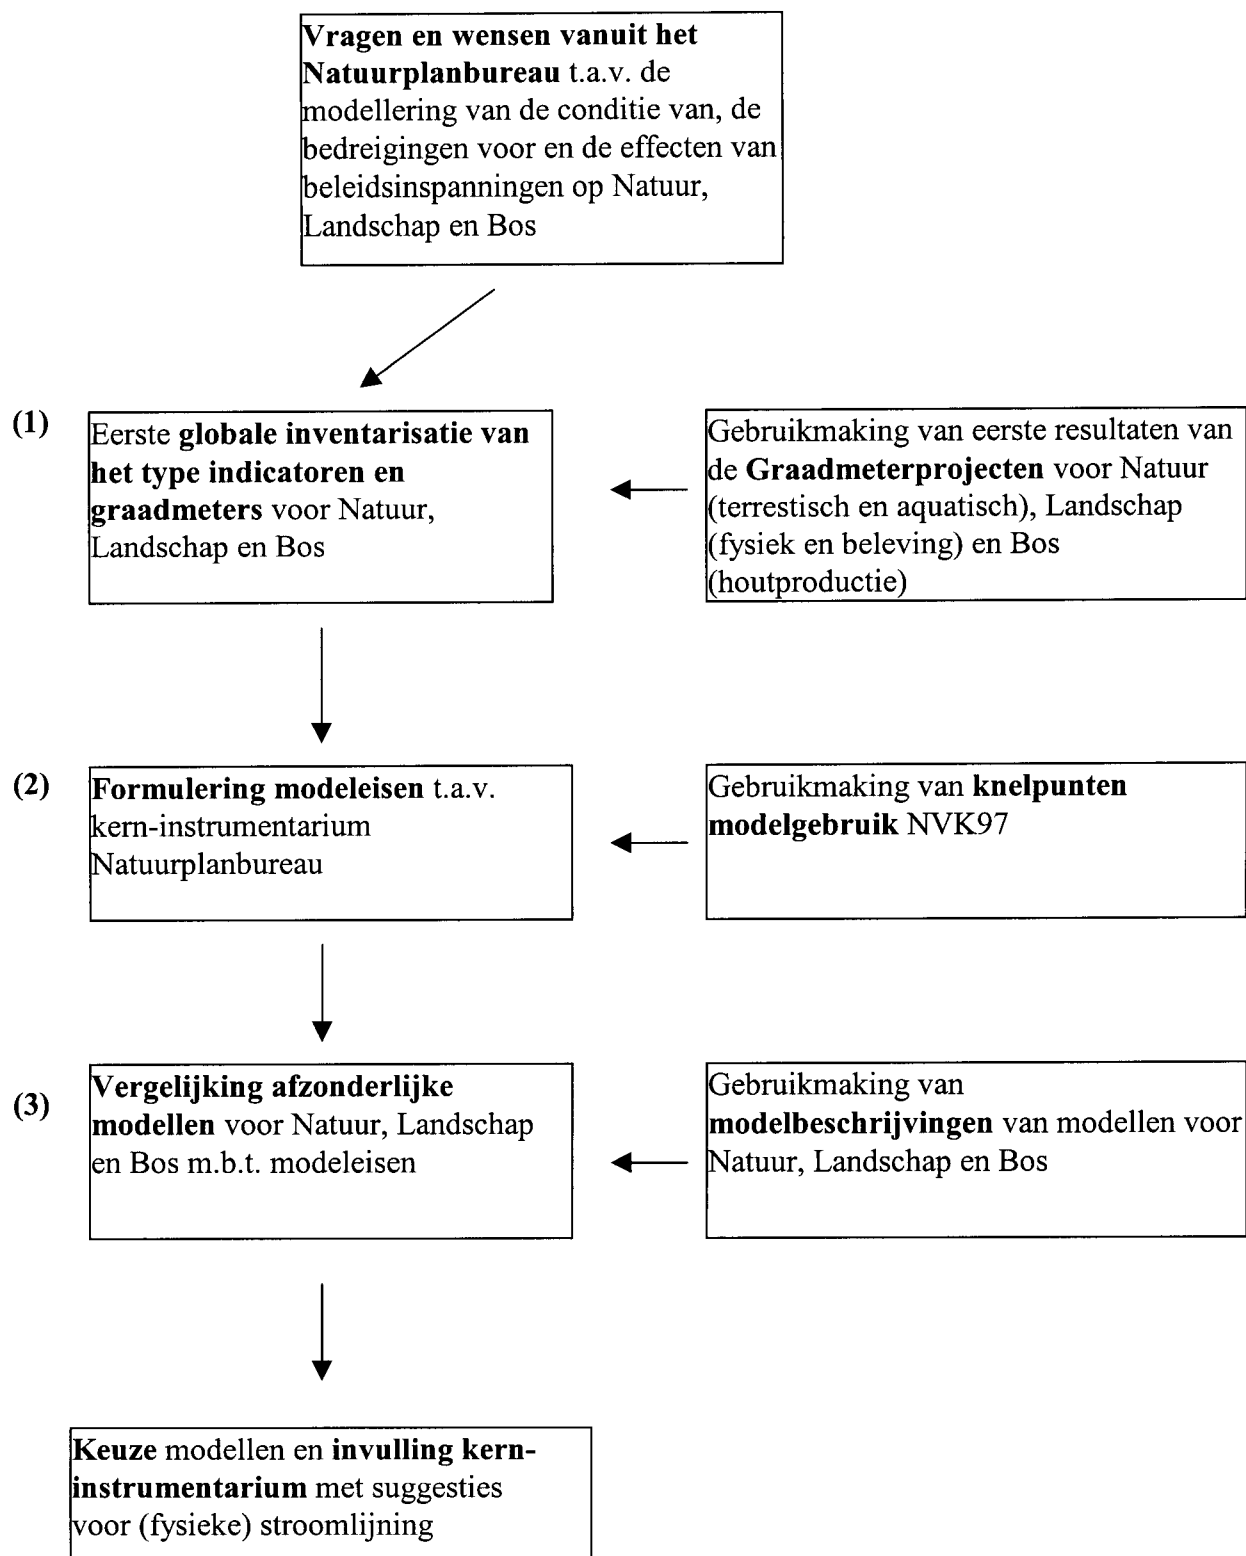 Vragen en wensen vanuit het
Natuurplanbureau t.a.v. de
modellering van de conditie van, de
bedreigingen voor en de effecten van
beleidsinspanningen op Natuur,
Landschap en Bos
(1)
Eerste globale inventarisatie van
het type indicatoren en
graadmeters voor Natuur,
Landschap en Bos
Gebruikmaking van eerste resultaten van
de Graadmeterprojecten voor Natuur
(terrestisch en aquatisch), Landschap
(fysiek en beleving) en Bos
(houtproductie)
(2)
Formulering modeleisen t.a.v.
kern-instrumentarium
Natuurplanbureau
Gebruikmaking van knelpunten
modelgebruik NVK97
(3)
Vergelijking afzonderlijke
modellen voor Natuur, Landschap
en Bos m.b.t. modeleisen
Gebruikmaking van
modelbeschrijvingen van modellen voor
Natuur, Landschap en Bos
Keuze modellen en invulling kern-
instrumentarium met suggesties
voor (fysieke) stroomlijning